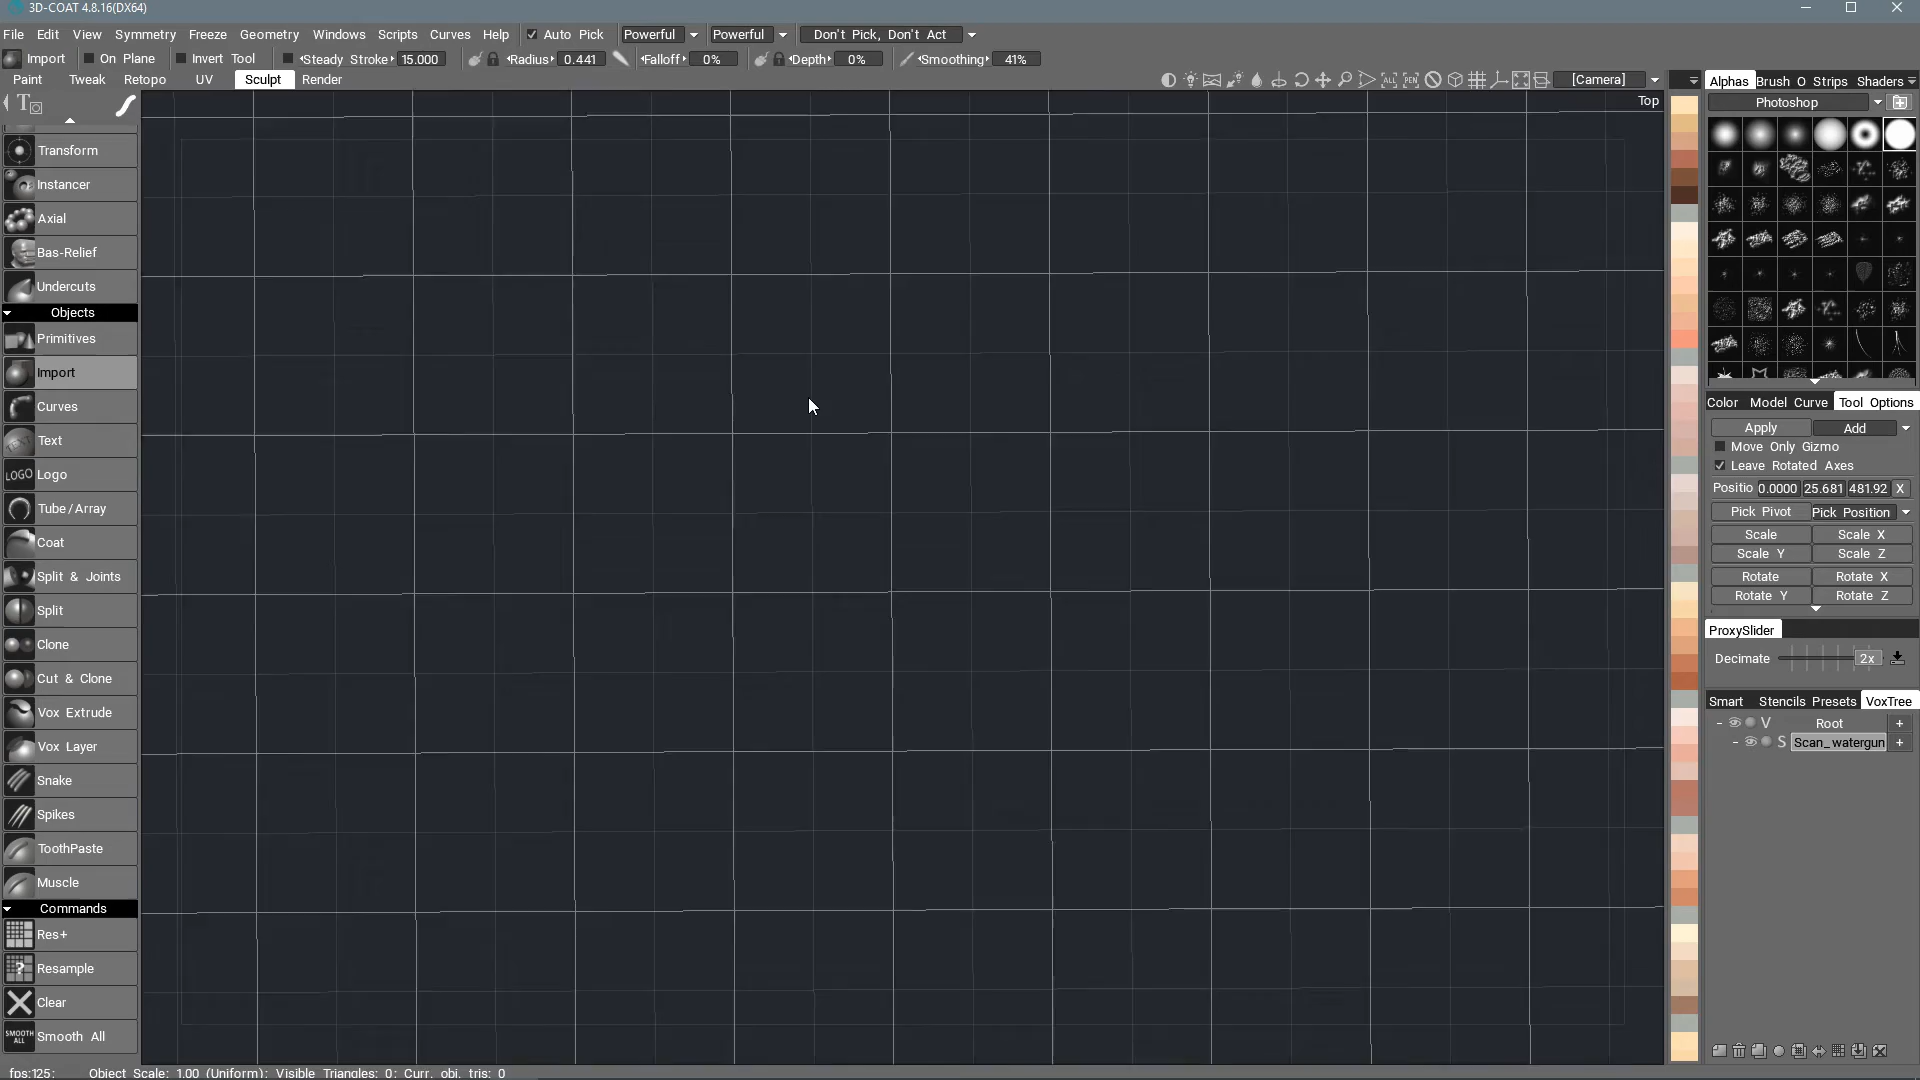 3D-COAT 4.8.16(DX64)
File Edit View Symmetry Freeze Geometry Windows Scripts Curves Help Auto Pick Powerful Powerful Don't Pick, Don't Act
Import On Plane Invert Tool Steady Stroke 15.000 Radius 0.441 Falloff 0% Depth 0% Smoothing 41%
Paint Tweak Retopo UV Sculpt Render ALL PEN [Camera]
Alphas Brush O Strips Shaders
Top
Photoshop
Transform
Instancer
Axial
Bas-Relief
Undercuts
Objects
Primitives
Import
Curves
Text
LOGO Logo
Tube/Array
Coat
Split & Joints
Split
Clone
Cut & Clone
Vox Extrude
Vox Layer
Snake
Spikes
ToothPaste
Muscle
Commands
Res+
Resample
Clear
SMOOTH ALL Smooth All
Color Model Curve Tool Options
Apply Add
Move Only Gizmo
Leave Rotated Axes
Positio 0.0000 25.681 481.92 X
Pick Pivot Pick Position
Scale Scale X
Scale Y Scale Z
Rotate Rotate X
Rotate Y Rotate Z
ProxySlider
Decimate 2x
Smart Stencils Presets VoxTree
- V Root +
- S Scan_watergun +
fps:125; Object Scale: 1.00 (Uniform); Visible Triangles: 0; Curr. obj. tris: 0